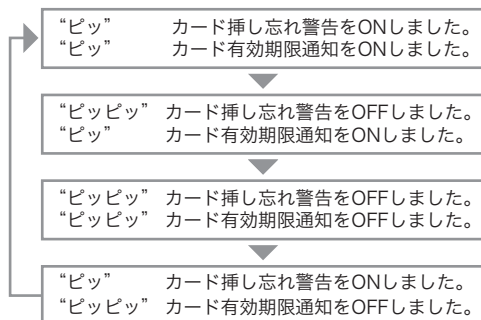 “ピッ” カード挿し忘れ警告をONしました。
“ピッ” カード有効期限通知をONしました。
“ピッピッ” カード挿し忘れ警告をOFFしました。
“ピッ” カード有効期限通知をONしました。
“ピッピッ” カード挿し忘れ警告をOFFしました。
“ピッピッ” カード有効期限通知をOFFしました。
“ピッ” カード挿し忘れ警告をONしました。
“ピッピッ” カード有効期限通知をOFFしました。